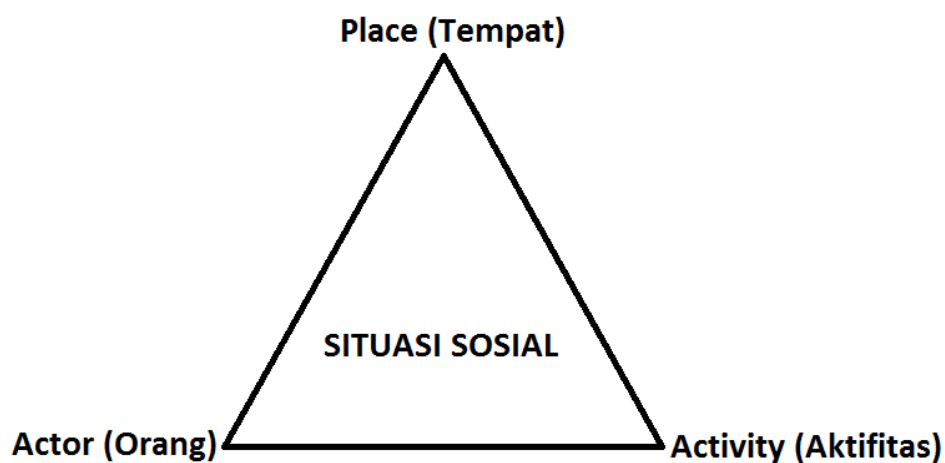 Place (Tempat)
SITUASI SOSIAL
Actor (Orang)
Activity (Aktifitas)